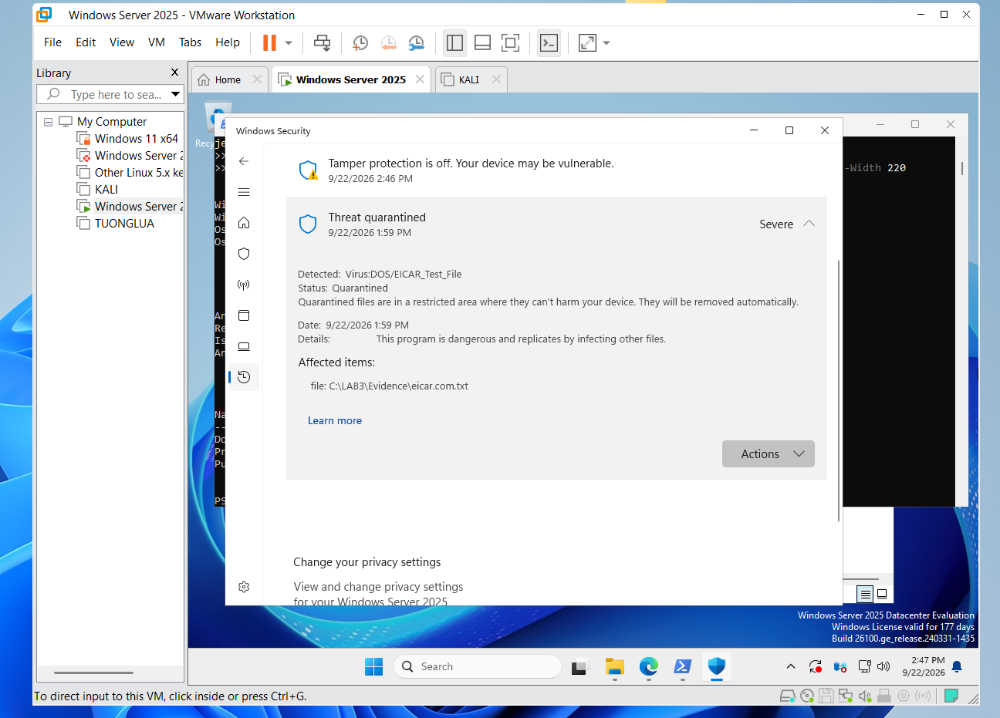 Windows Server 2025 - VMware Workstation
File Edit View VM Tabs Help
Library
Type here to sea...
My Computer
Windows 11 x64
Windows Server 2
Other Linux 5.x ke
KALI
Windows Server 2
TUONGLUA
Home
Windows Server 2025
KALI
Recy
je
>>
>>
Wi
Wi
Os
Os
An
Re
Is
An
Na
--
Do
Pr
Pu
PS
-Width 220
Windows Security
Tamper protection is off. Your device may be vulnerable.
9/22/2026 2:46 PM
Threat quarantined
9/22/2026 1:59 PM
Severe
Detected: Virus:DOS/EICAR_Test_File
Status: Quarantined
Quarantined files are in a restricted area where they can't harm your device. They will be removed automatically.
Date: 9/22/2026 1:59 PM
Details: This program is dangerous and replicates by infecting other files.
Affected items:
file: C:\LAB3\Evidence\eicar.com.txt
Learn more
Actions
Change your privacy settings
View and change privacy settings
for your Windows Server 2025
Windows Server 2025 Datacenter Evaluation
Windows License valid for 177 days
Build 26100.ge_release.240331-1435
Search
2:47 PM
9/22/2026
To direct input to this VM, click inside or press Ctrl+G.